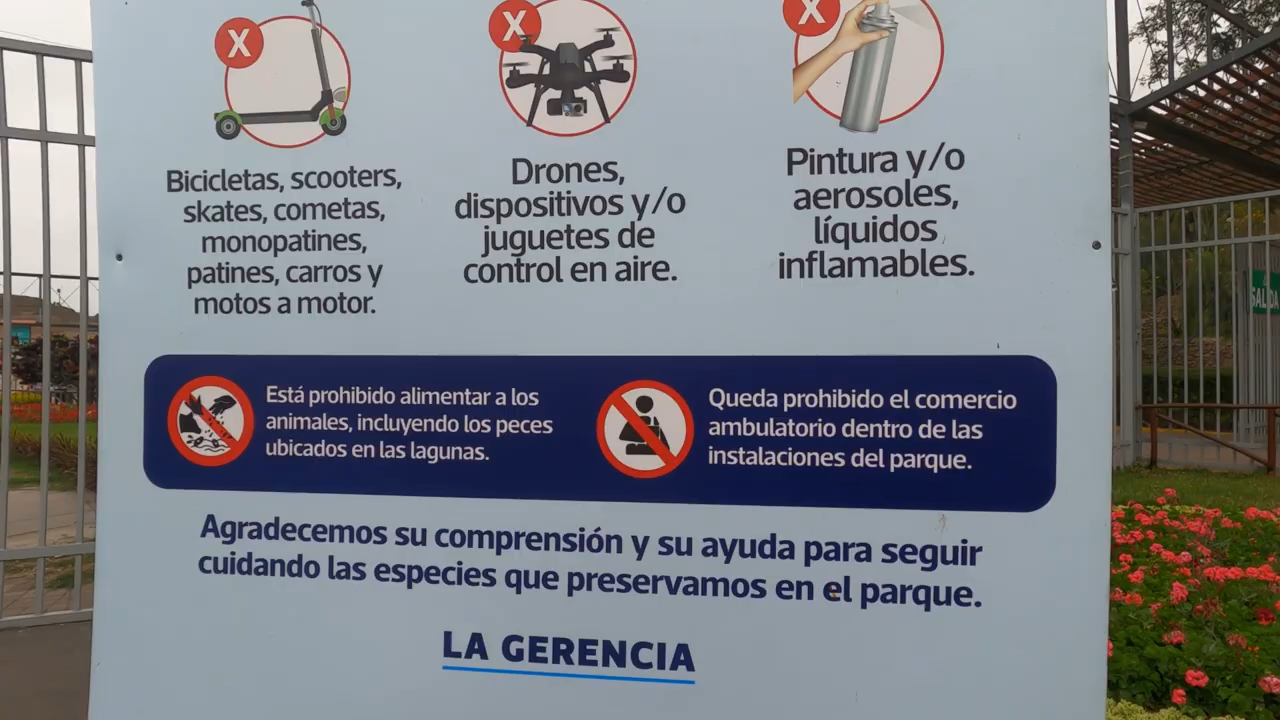 X
X
X
Bicicletas, scooters,
skates, cometas,
monopatines,
patines, carros y
motos a motor.
Drones,
dispositivos y/o
juguetes de
control en aire.
Pintura y/o
aerosoles,
líquidos
inflamables.
Está prohibido alimentar a los
animales, incluyendo los peces
ubicados en las lagunas.
Queda prohibido el comercio
ambulatorio dentro de las
instalaciones del parque.
Agradecemos su comprensión y su ayuda para seguir
cuidando las especies que preservamos en el parque.
LA GERENCIA
SALIDA